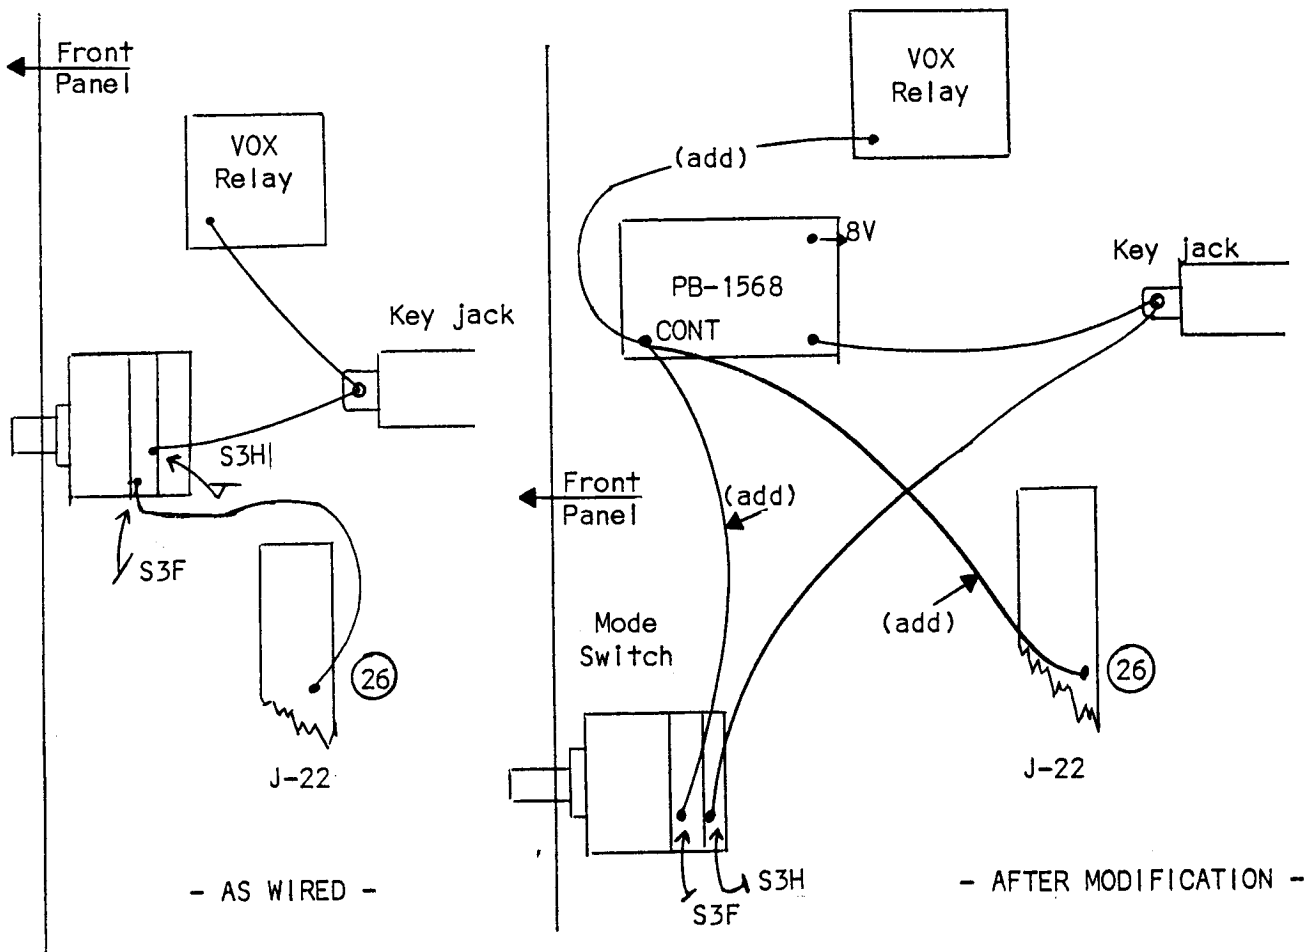 Front
Panel
VOX
Relay
Key jack
S3H
S3F
26
J-22
- AS WIRED -
VOX
Relay
(add)
8V
PB-1568
CONT
Key jack
Front
Panel
(add)
(add)
Mode
Switch
26
J-22
S3H
S3F
- AFTER MODIFICATION -